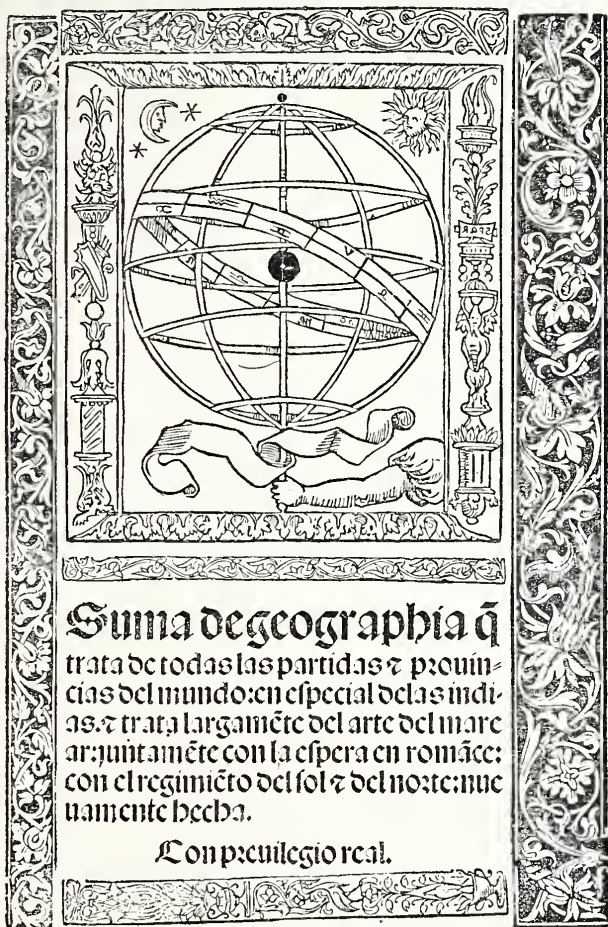 Suma de geographia q̃
trata de todas las partidas ⁊ prouin-
cias del mundo: en especial delas indi-
as. ⁊ trata largamẽte del arte del mare
ar: juntamẽte con la espera en romãce:
con el regimiẽto del sol ⁊ del norte: nue
uamente hecha.
Con preuilegio real.